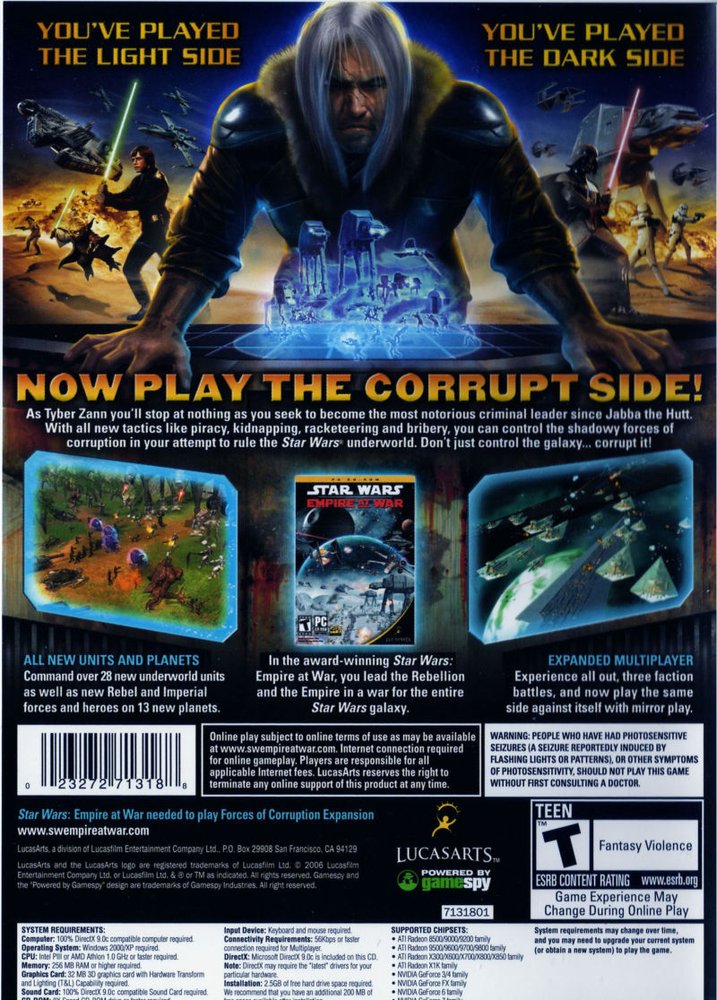 YOU'VE PLAYED
THE LIGHT SIDE
YOU'VE PLAYED
THE DARK SIDE
NOW PLAY THE CORRUPT SIDE!
As Tyber Zann you'll stop at nothing as you seek to become the most notorious criminal leader since Jabba the Hutt.
With all new tactics like piracy, kidnapping, racketeering and bribery, you can control the shadowy forces of
corruption in your attempt to rule the Star Wars® underworld. Don't just control the galaxy... corrupt it!
PC CD-ROM
STAR WARS
EMPIRE AT WAR
T
PC
ALL NEW UNITS AND PLANETS
Command over 28 new underworld units
as well as new Rebel and Imperial
forces and heroes on 13 new planets.
In the award-winning Star Wars:
Empire at War, you lead the Rebellion
and the Empire in a war for the entire
Star Wars galaxy.
EXPANDED MULTIPLAYER
Experience all out, three faction
battles, and now play the same
side against itself with mirror play.
0 23272 71318 8
Online play subject to online terms of use as may be available
at www.swempireatwar.com. Internet connection required
for online gameplay. Players are responsible for all
applicable Internet fees. LucasArts reserves the right to
terminate any online support of this product at any time.
WARNING: PEOPLE WHO HAVE HAD PHOTOSENSITIVE
SEIZURES (A SEIZURE REPORTEDLY INDUCED BY
FLASHING LIGHTS OR PATTERNS), OR OTHER SYMPTOMS
OF PHOTOSENSITIVITY, SHOULD NOT PLAY THIS GAME
WITHOUT FIRST CONSULTING A DOCTOR.
Star Wars: Empire at War needed to play Forces of Corruption Expansion
www.swempireatwar.com
LucasArts, a division of Lucasfilm Entertainment Company Ltd., P.O. Box 29908 San Francisco, CA 94129
LucasArts and the LucasArts logo are registered trademarks of Lucasfilm Ltd. © 2006 Lucasfilm
Entertainment Company Ltd. or Lucasfilm Ltd. & ® or TM as indicated. All rights reserved. Gamespy and
the "Powered by Gamespy" design are trademarks of Gamespy Industries. All right reserved.
LUCASARTS™
POWERED BY
gamespy
7131801
TEEN
T™
Fantasy Violence
ESRB CONTENT RATING www.esrb.org
Game Experience May
Change During Online Play
SYSTEM REQUIREMENTS:
Computer: 100% DirectX 9.0c compatible computer required.
Operating System: Windows 2000/XP required.
CPU: Intel PIII or AMD Athlon 1.0 GHz or faster required.
Memory: 256 MB RAM or higher required.
Graphics Card: 32 MB 3D graphics card with Hardware Transform
and Lighting (T&L) Capability required.
Sound Card: 100% DirectX 9.0c compatible Sound Card required.
Input Device: Keyboard and mouse required.
Connectivity Requirements: 56Kbps or faster
connection required for Multiplayer.
DirectX: Microsoft DirectX 9.0c is included on this CD.
Note: DirectX may require the "latest" drivers for your
particular hardware.
Installation: 2.5GB of free hard drive space required.
We recommend that you have an additional 200 MB of
SUPPORTED CHIPSETS:
• ATI Radeon 8500/9000/9200 family
• ATI Radeon 9500/9600/9700/9800 family
• ATI Radeon X300/X600/X700/X800/X850 family
• ATI Radeon X1K family
• NVIDIA GeForce 3/4 family
• NVIDIA GeForce FX family
• NVIDIA GeForce 6 family
System requirements may change over time,
and you may need to upgrade your current system
(or obtain a new system) to play the game.